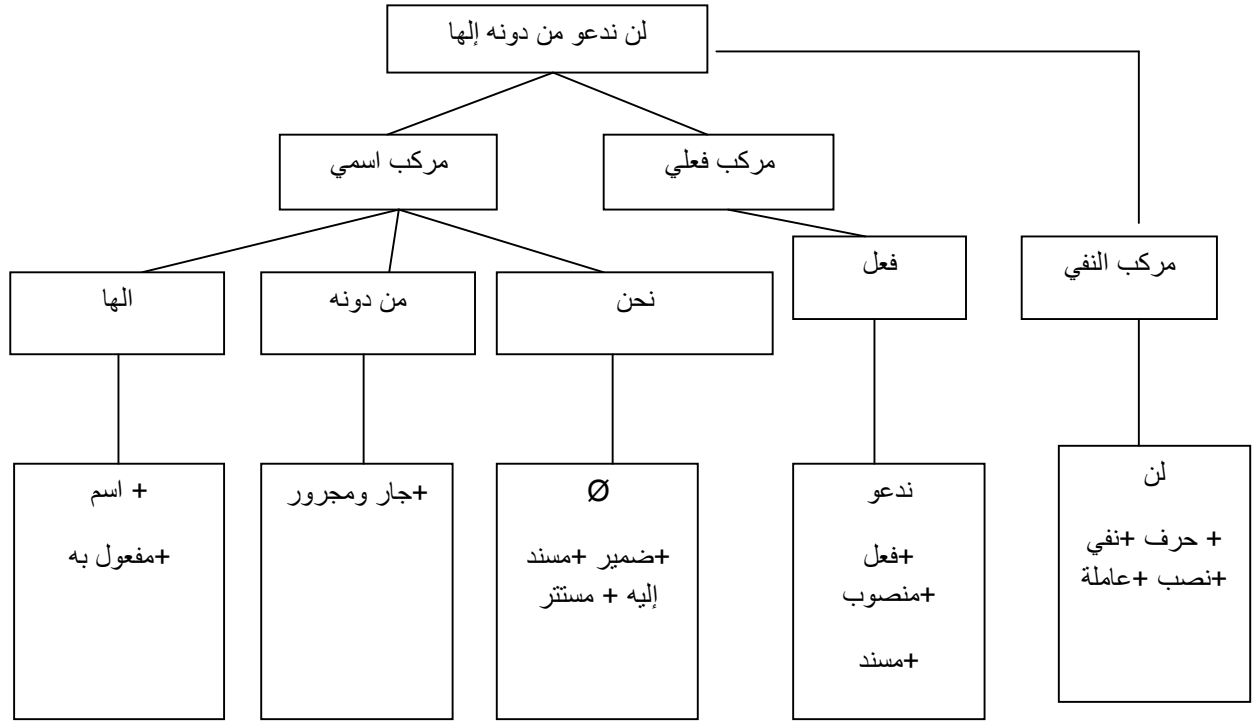 لن ندعو من دونه إلها
مركب فعلي
مركب اسمي
مركب النفي
فعل
نحن
من دونه
الها
لن
+ حرف +نفي
+نصب +عاملة
ندعو
+فعل
+منصوب
+مسند
Ø
+ضمير +مسند
إليه + مستتر
+جار ومجرور
+ اسم
+مفعول به